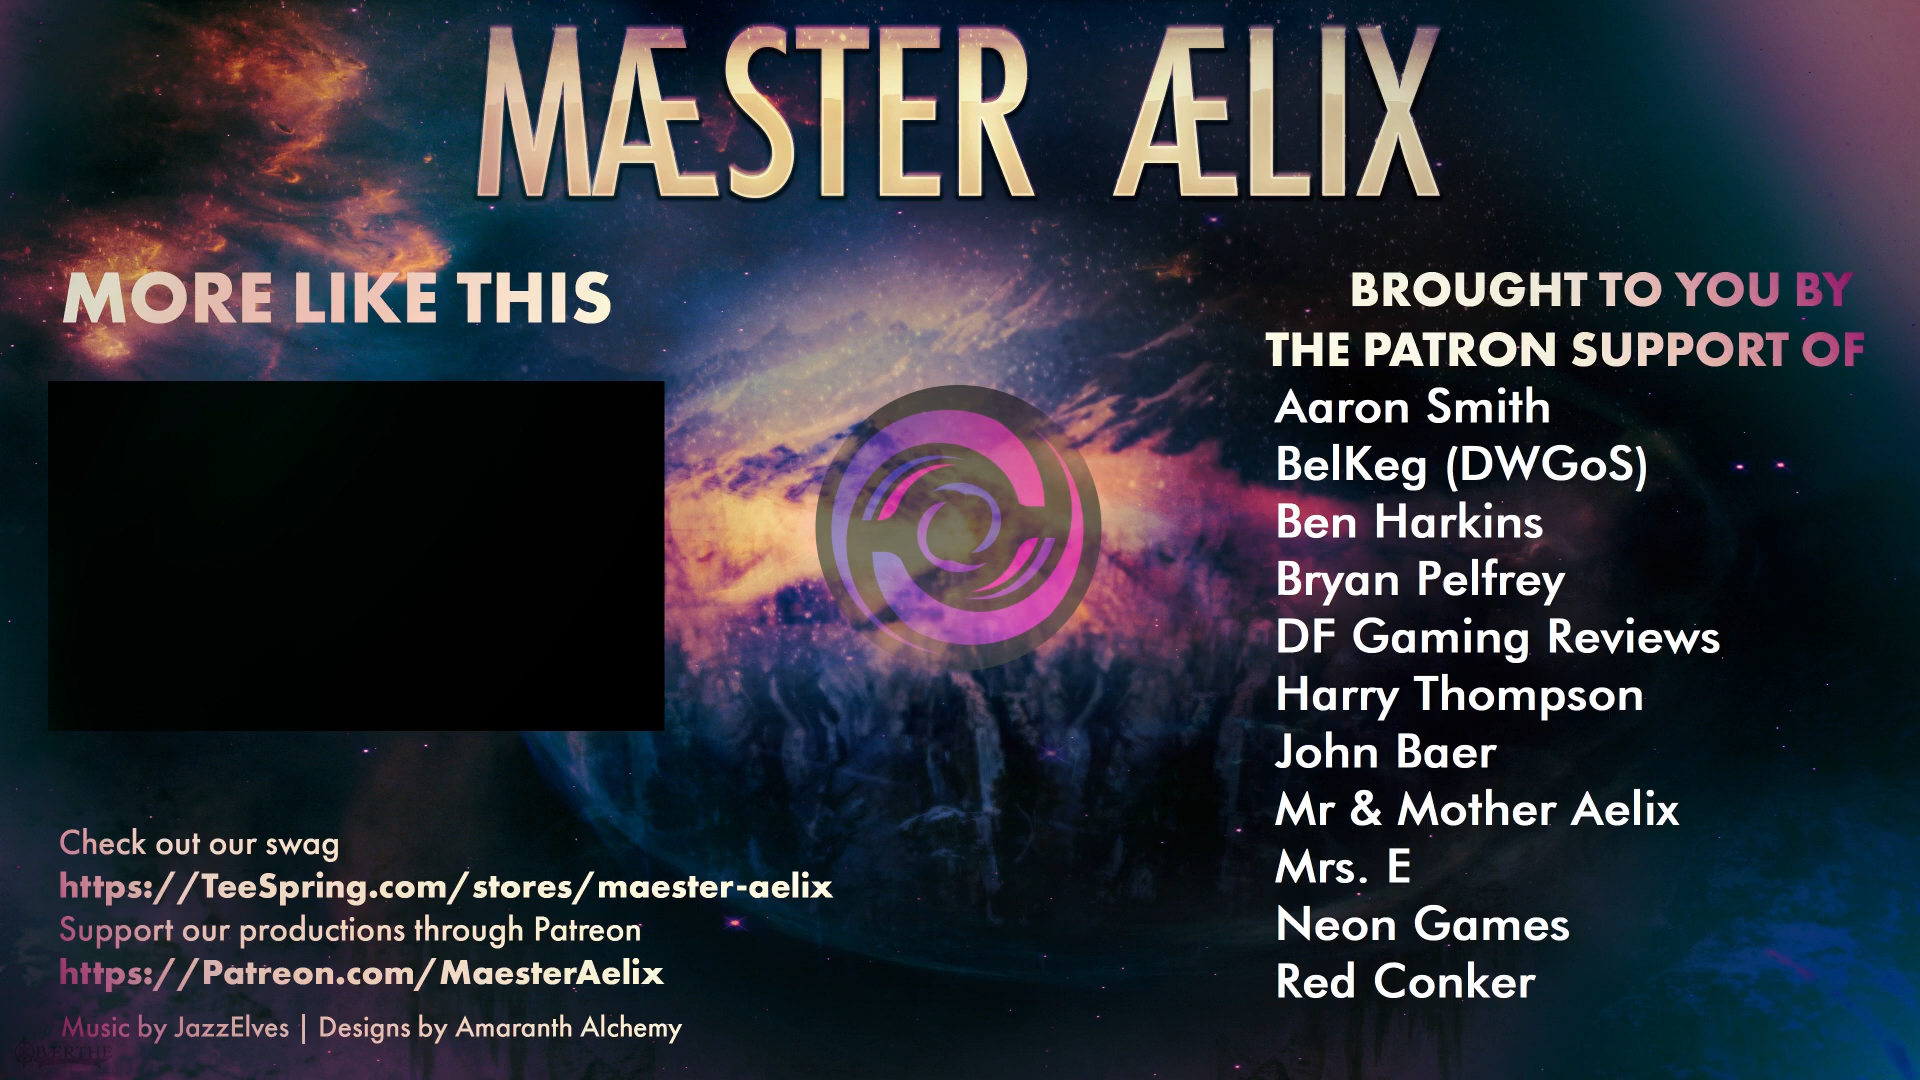 MÆSTER ÆLIX
MORE LIKE THIS
BROUGHT TO YOU BY
THE PATRON SUPPORT OF
Aaron Smith
BelKeg (DWGoS)
Ben Harkins
Bryan Pelfrey
DF Gaming Reviews
Harry Thompson
John Baer
Mr & Mother Aelix
Mrs. E
Neon Games
Red Conker
Check out our swag
https://TeeSpring.com/stores/maester-aelix
Support our productions through Patreon
https://Patreon.com/MaesterAelix
Music by JazzElves | Designs by Amaranth Alchemy